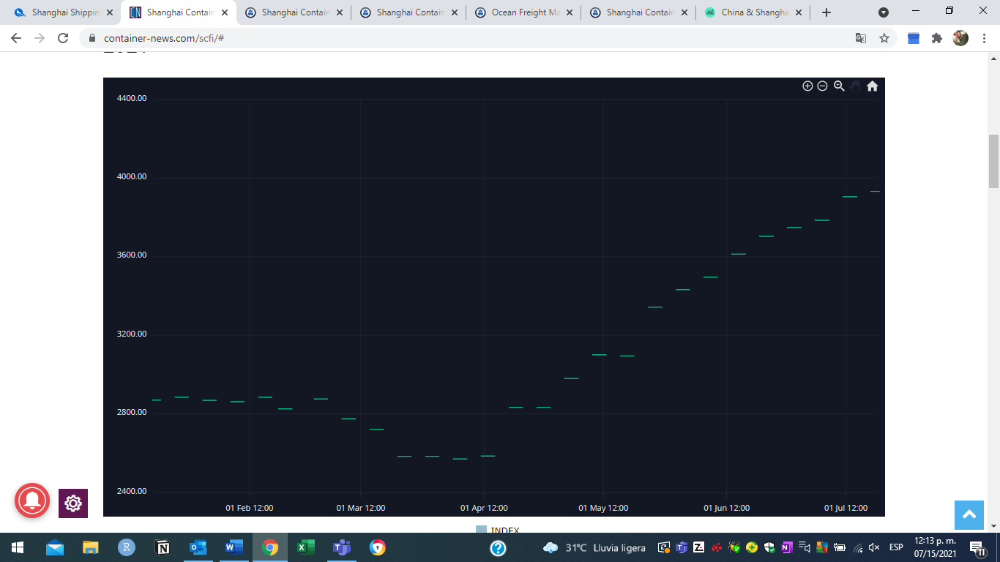 Shanghai Shippin
Shanghai Contain
Shanghai Contain
Shanghai Contain
Ocean Freight Ma
Shanghai Contain
China & Shangha
container-news.com/scfi/#
4400.00
4000.00
3600.00
3200.00
2800.00
2400.00
01 Feb 12:00
01 Mar 12:00
01 Apr 12:00
01 May 12:00
01 Jun 12:00
01 Jul 12:00
INDEX
31°C Lluvia ligera
ESP
12:13 p. m.
07/15/2021
11